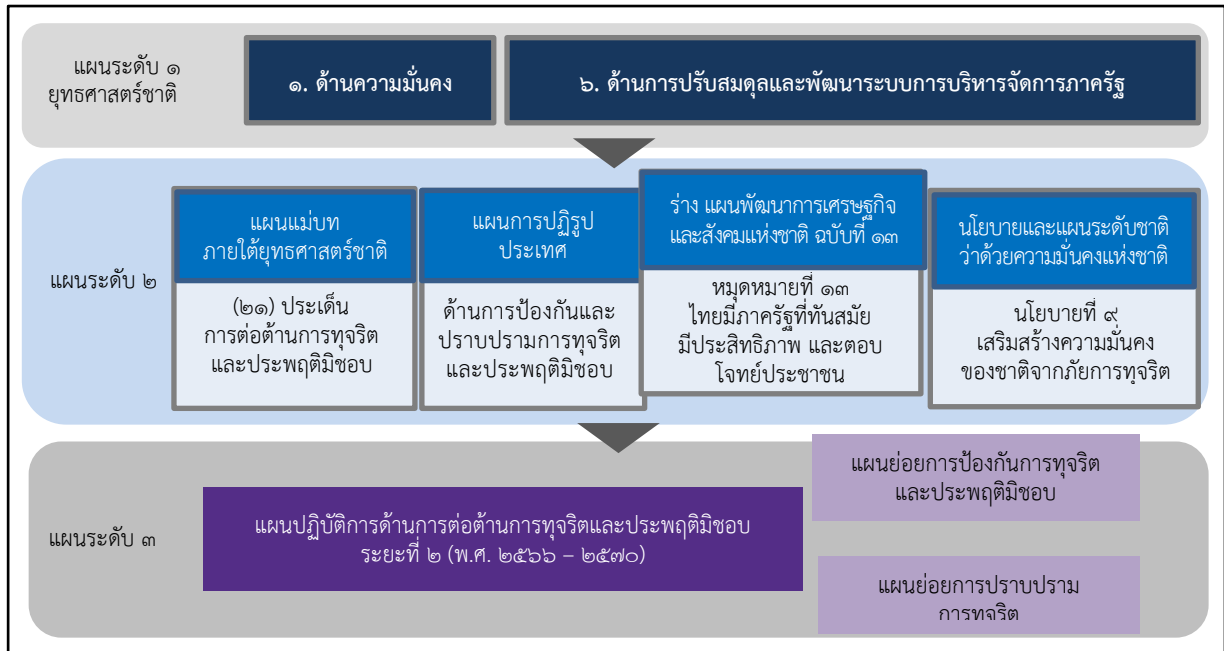 แผนระดับ ๑
ยุทธศาสตร์ชาติ
๑. ด้านความมั่นคง
๖. ด้านการปรับสมดุลและพัฒนาระบบการบริหารจัดการภาครัฐ
แผนระดับ ๒
แผนแม่บท
ภายใต้ยุทธศาสตร์ชาติ
(๒๑) ประเด็น
การต่อต้านการทุจริต
และประพฤติมิชอบ
แผนการปฏิรูป
ประเทศ
ด้านการป้องกันและ
ปราบปรามการทุจริต
และประพฤติมิชอบ
ร่าง แผนพัฒนาการเศรษฐกิจ
และสังคมแห่งชาติ ฉบับที่ ๑๓
หมุดหมายที่ ๑๓
ไทยมีภาครัฐที่ทันสมัย
มีประสิทธิภาพ และตอบ
โจทย์ประชาชน
นโยบายและแผนระดับชาติ
ว่าด้วยความมั่นคงแห่งชาติ
นโยบายที่ ๙
เสริมสร้างความมั่นคง
ของชาติจากภัยการทุจริต
แผนระดับ ๓
แผนปฏิบัติการด้านการต่อต้านการทุจริตและประพฤติมิชอบ
ระยะที่ ๒ (พ.ศ. ๒๕๖๖ – ๒๕๗๐)
แผนย่อยการป้องกันการทุจริต
และประพฤติมิชอบ
แผนย่อยการปราบปราม
การทุจริต